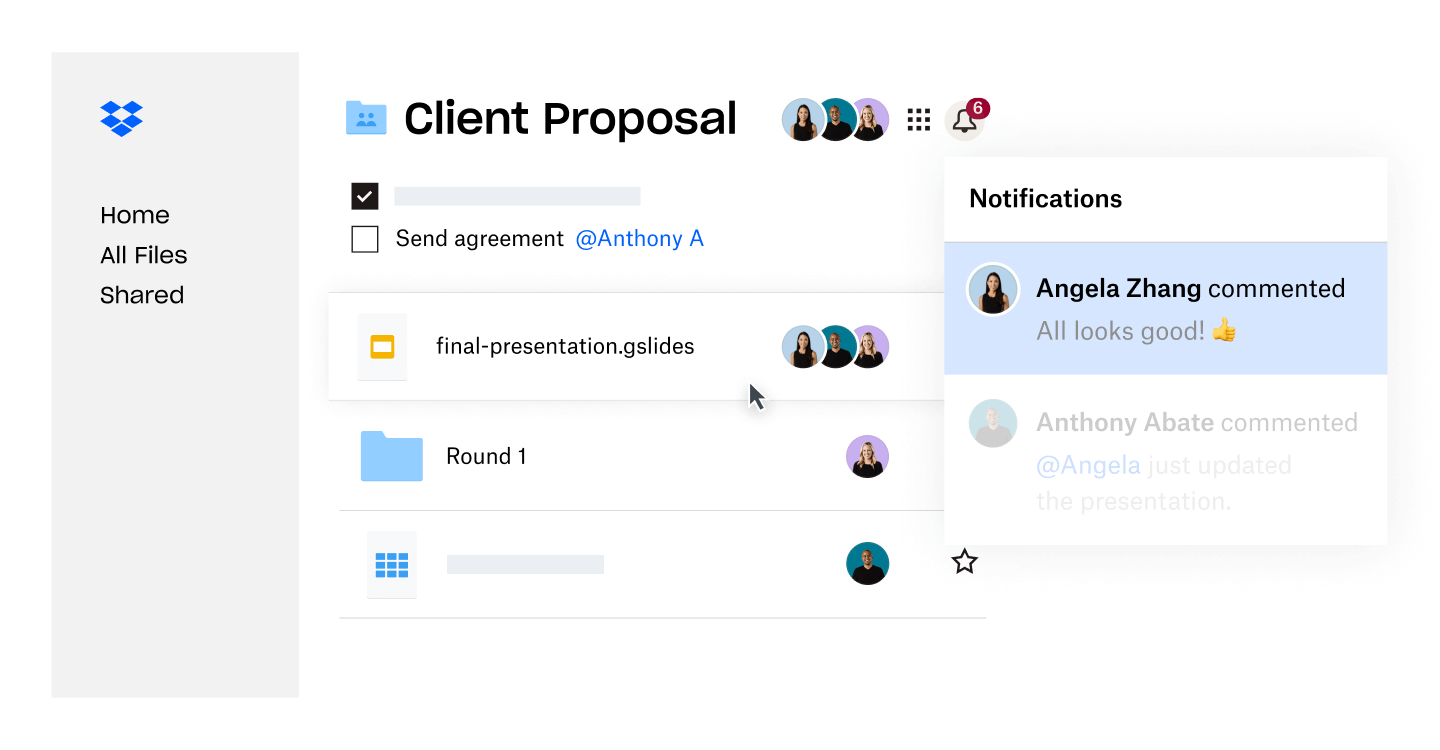 Home
All Files
Shared
Client Proposal
6
Send agreement @Anthony A
final-presentation.gslides
Round 1
Notifications
Angela Zhang commented
All looks good! 👍
Anthony Abate commented
@Angela just updated
the presentation.